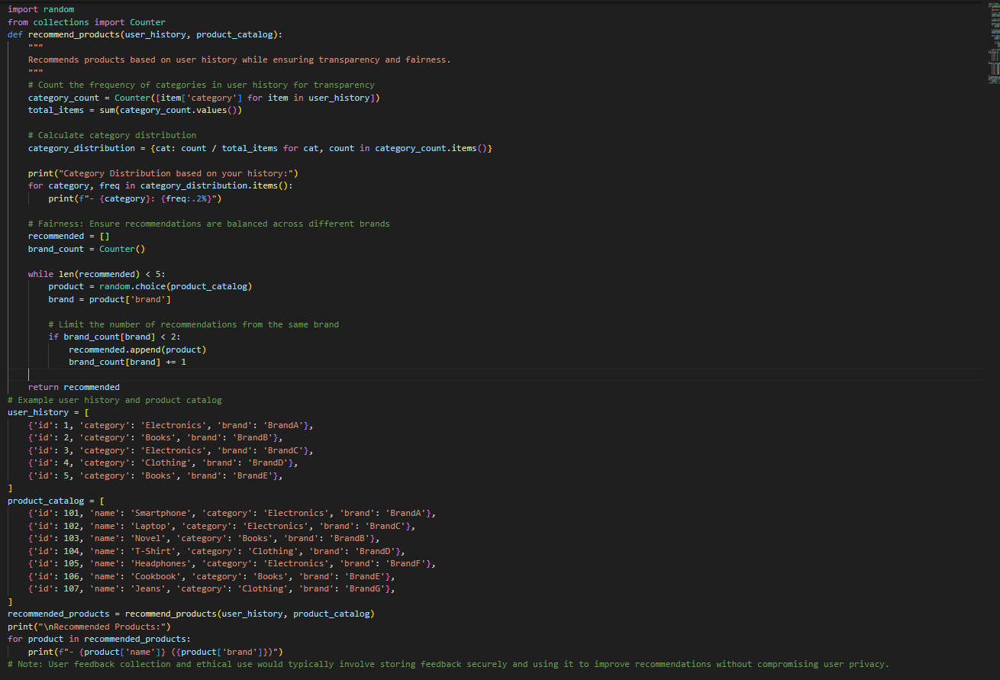 import random
from collections import Counter
def recommend_products(user_history, product_catalog):
    """
    Recommends products based on user history while ensuring transparency and fairness.
    """
    # Count the frequency of categories in user history for transparency
    category_count = Counter([item['category'] for item in user_history])
    total_items = sum(category_count.values())

    # Calculate category distribution
    category_distribution = {cat: count / total_items for cat, count in category_count.items()}

    print("Category Distribution based on your history:")
    for category, freq in category_distribution.items():
        print(f"- {category}: {freq:.2%}")

    # Fairness: Ensure recommendations are balanced across different brands
    recommended = []
    brand_count = Counter()

    while len(recommended) < 5:
        product = random.choice(product_catalog)
        brand = product['brand']

        # Limit the number of recommendations from the same brand
        if brand_count[brand] < 2:
            recommended.append(product)
            brand_count[brand] += 1

    return recommended
# Example user history and product catalog
user_history = [
    {'id': 1, 'category': 'Electronics', 'brand': 'BrandA'},
    {'id': 2, 'category': 'Books', 'brand': 'BrandB'},
    {'id': 3, 'category': 'Electronics', 'brand': 'BrandC'},
    {'id': 4, 'category': 'Clothing', 'brand': 'BrandD'},
    {'id': 5, 'category': 'Books', 'brand': 'BrandE'},
]
product_catalog = [
    {'id': 101, 'name': 'Smartphone', 'category': 'Electronics', 'brand': 'BrandA'},
    {'id': 102, 'name': 'Laptop', 'category': 'Electronics', 'brand': 'BrandC'},
    {'id': 103, 'name': 'Novel', 'category': 'Books', 'brand': 'BrandB'},
    {'id': 104, 'name': 'T-Shirt', 'category': 'Clothing', 'brand': 'BrandD'},
    {'id': 105, 'name': 'Headphones', 'category': 'Electronics', 'brand': 'BrandF'},
    {'id': 106, 'name': 'Cookbook', 'category': 'Books', 'brand': 'BrandE'},
    {'id': 107, 'name': 'Jeans', 'category': 'Clothing', 'brand': 'BrandG'},
]
recommended_products = recommend_products(user_history, product_catalog)
print("\nRecommended Products:")
for product in recommended_products:
    print(f"- {product['name']} ({product['brand']})")
# Note: User feedback collection and ethical use would typically involve storing feedback securely and using it to improve recommendations without compromising user privacy.